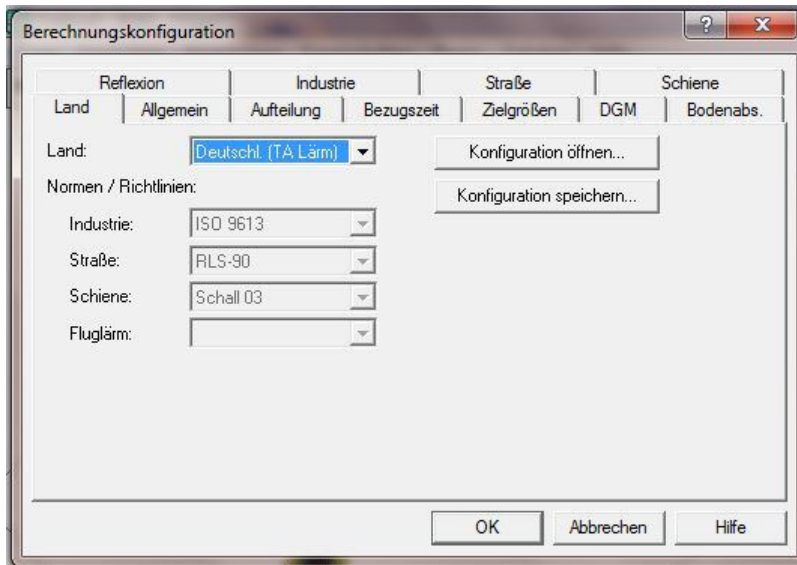 Berechnungskonfiguration
Reflexion Industrie Straße Schiene
Land Allgemein Aufteilung Bezugszeit Zielgrößen DGM Bodenabs.
Land: Deutschl. (TA Lärm) Konfiguration öffnen...
Normen / Richtlinien: Konfiguration speichern...
Industrie: ISO 9613
Straße: RLS-90
Schiene: Schall 03
Fluglärm:
OK Abbrechen Hilfe